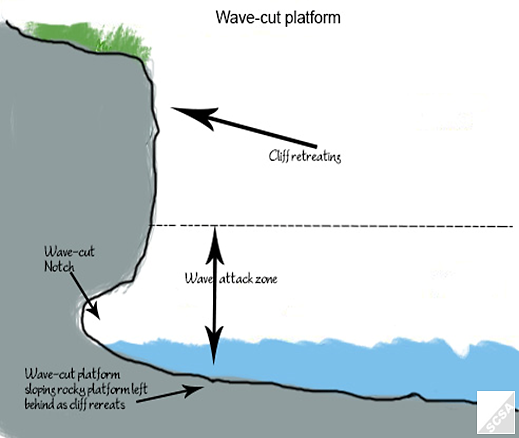 Wave-cut platform
Cliff retreating
Wave-cut
Notch
Wave attack zone
Wave-cut platform
sloping rocky platform left
behind as cliff rereats
SCSA